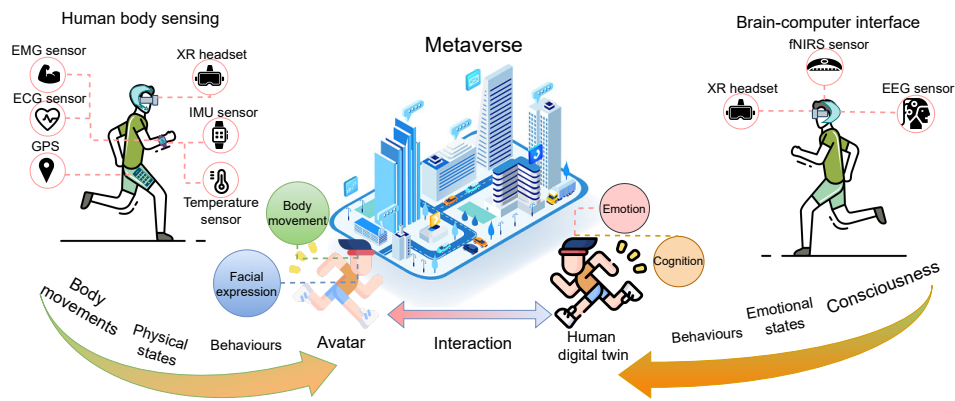 Human body sensing
EMG sensor
XR headset
ECG sensor
IMU sensor
GPS
Temperature
sensor
Metaverse
Brain-computer interface
fNIRS sensor
XR headset
EEG sensor
Body
movement
Facial
expression
Emotion
Cognition
Body
movements
Physical
states
Behaviours
Avatar
Interaction
Human
digital twin
Behaviours
Emotional
states
Consciousness